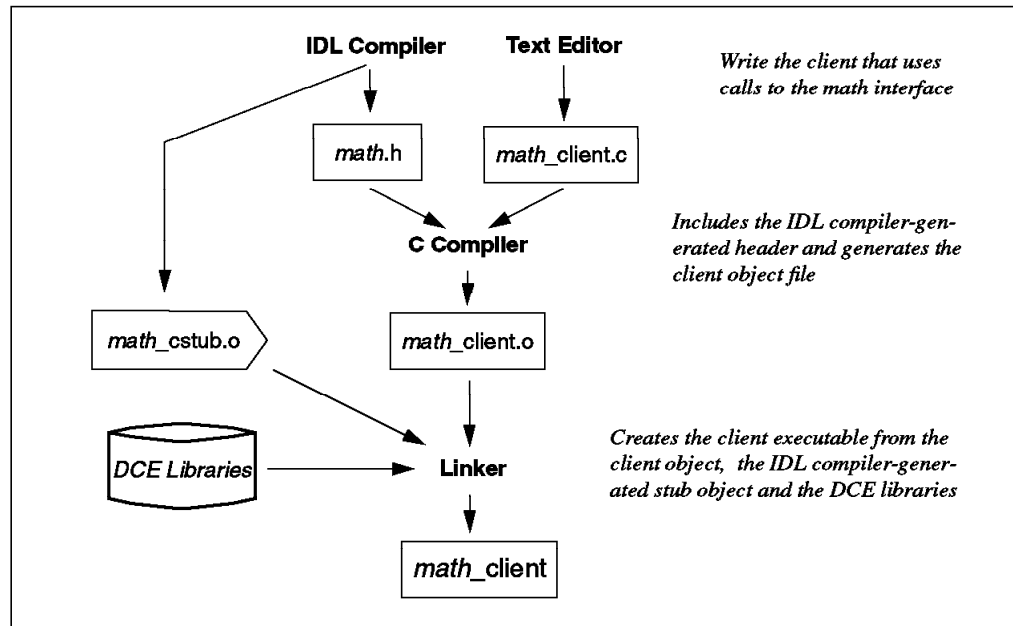 IDL Compiler
Text Editor
Write the client that uses
calls to the math interface
math.h
math_client.c
Includes the IDL compiler-gen-
erated header and generates the
client object file
C Compiler
math_cstub.o
math_client.o
DCE Libraries
Linker
Creates the client executable from the
client object, the IDL compiler-gener-
ated stub object and the DCE libraries
math_client